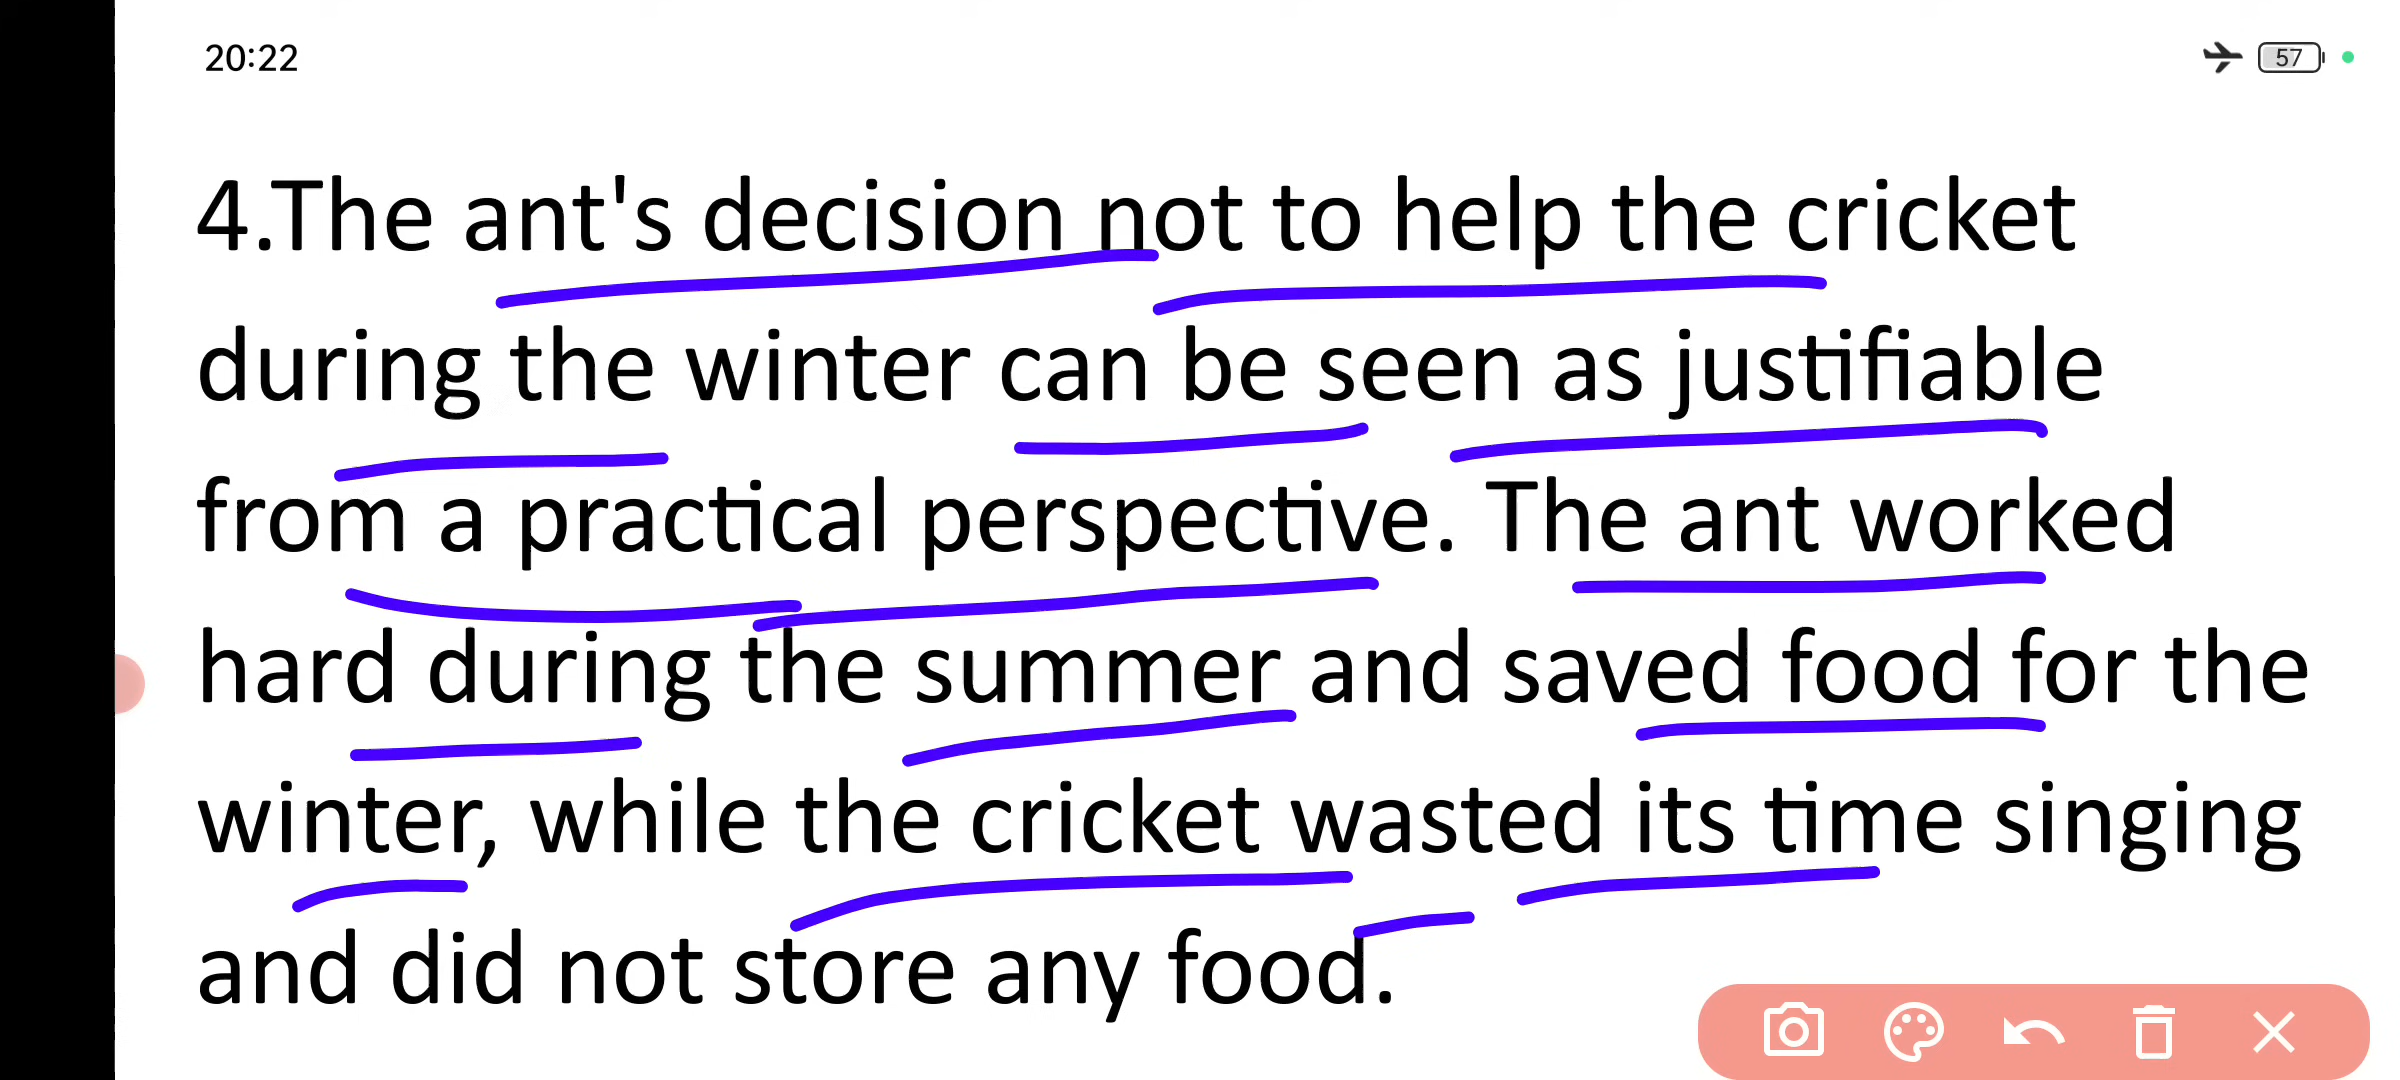 20:22
57
4.The ant's decision not to help the cricket
during the winter can be seen as justifiable
from a practical perspective. The ant worked
hard during the summer and saved food for the
winter, while the cricket wasted its time singing
and did not store any food.